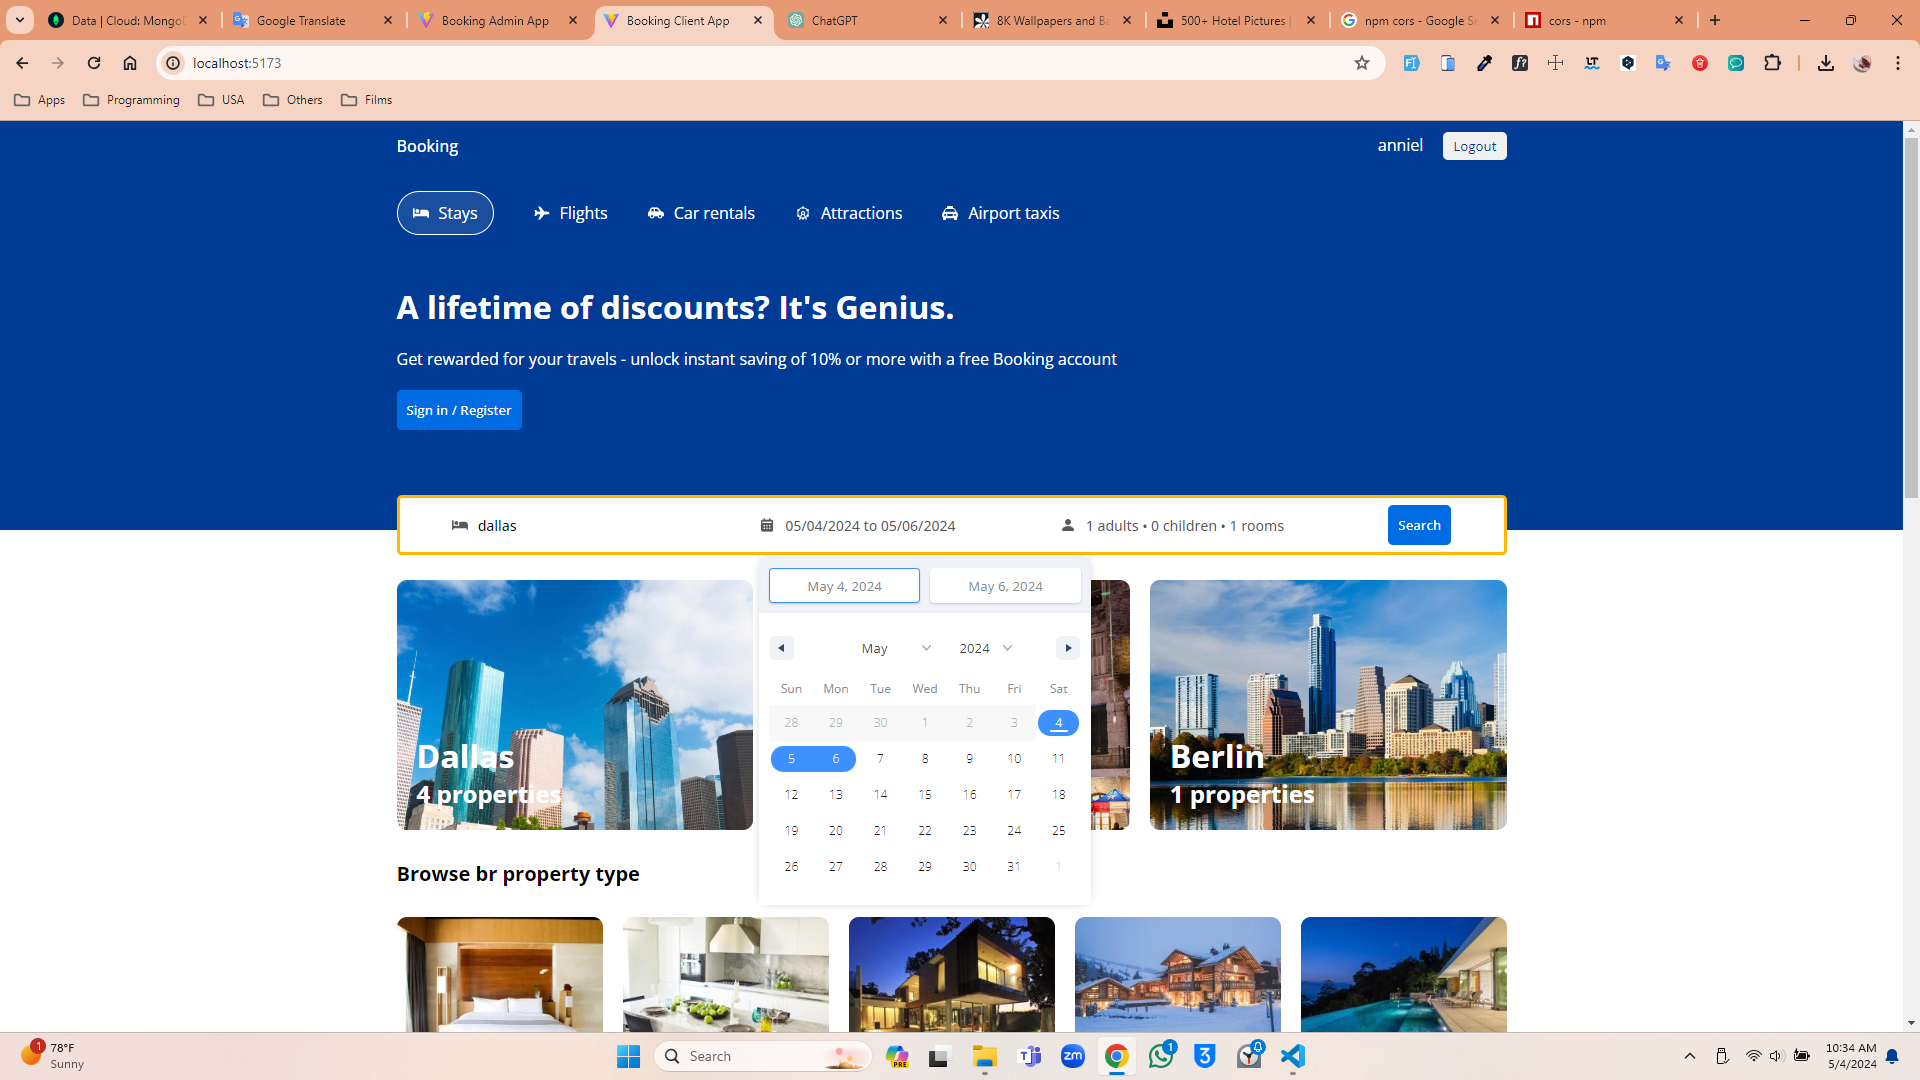 Data | Cloud: Mongo
Google Translate
Booking Admin App
Booking Client App
ChatGPT
8K Wallpapers and Ba
500+ Hotel Pictures |
npm cors - Google Se
cors - npm
localhost:5173
Apps
Programming
USA
Others
Films
Booking
anniel
Logout
Stays
Flights
Car rentals
Attractions
Airport taxis
A lifetime of discounts? It's Genius.
Get rewarded for your travels - unlock instant saving of 10% or more with a free Booking account
Sign in / Register
dallas
05/04/2024 to 05/06/2024
1 adults • 0 children • 1 rooms
Search
May 4, 2024
May 6, 2024
May
2024
Sun Mon Tue Wed Thu Fri Sat
28 29 30 1 2 3 4
5 6 7 8 9 10 11
12 13 14 15 16 17 18
19 20 21 22 23 24 25
26 27 28 29 30 31 1
Dallas
4 properties
Berlin
1 properties
Browse br property type
1
78°F
Sunny
Search
PRE
zm
1
10:34 AM
5/4/2024